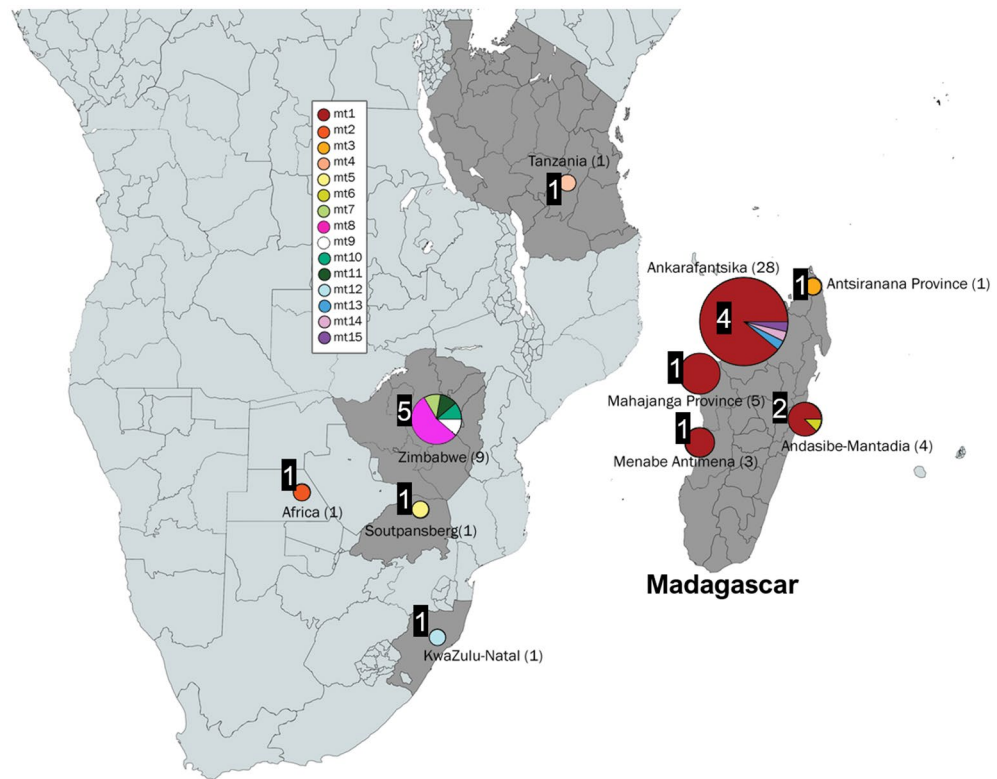 mt1
mt2
mt3
mt4
mt5
mt6
mt7
mt8
mt9
mt10
mt11
mt12
mt13
mt14
mt15
Tanzania (1)
1
Ankarafantsika (28)
4
1
Antsiranana Province (1)
1
Mahajanga Province (5)
2
Andasibe-Mantadia (4)
1
Menabe Antimena (3)
5
Zimbabwe (9)
1
Africa (1)
1
Soutpansberg(1)
1
KwaZulu-Natal (1)
Madagascar